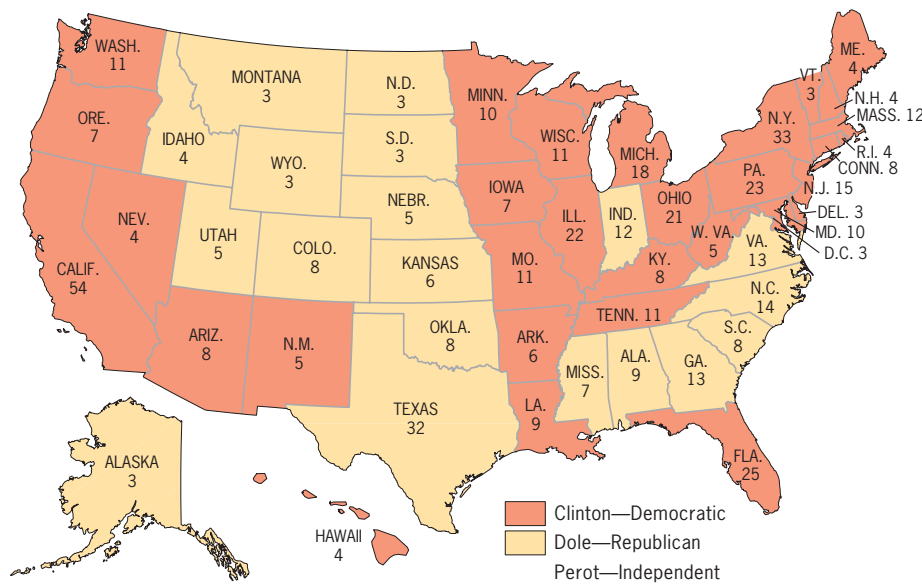 WASH.
11
ORE.
7
CALIF.
54
NEV.
4
IDAHO
4
MONTANA
3
WYO.
3
UTAH
5
COLO.
8
ARIZ.
8
N.M.
5
N.D.
3
S.D.
3
NEBR.
5
KANSAS
6
OKLA.
8
TEXAS
32
MINN.
10
IOWA
7
MO.
11
ARK.
6
LA.
9
WISC.
11
ILL.
22
MICH.
18
IND.
12
OHIO
21
KY.
8
TENN. 11
MISS.
7
ALA.
9
GA.
13
FLA.
25
S.C.
8
N.C.
14
VA.
13
W. VA.
5
PA.
23
N.Y.
33
VT.
3
ME.
4
N.H. 4
MASS. 12
R.I. 4
CONN. 8
N.J. 15
DEL. 3
MD. 10
D.C. 3
ALASKA
3
HAWAII
4
Clinton—Democratic
Dole—Republican
Perot—Independent